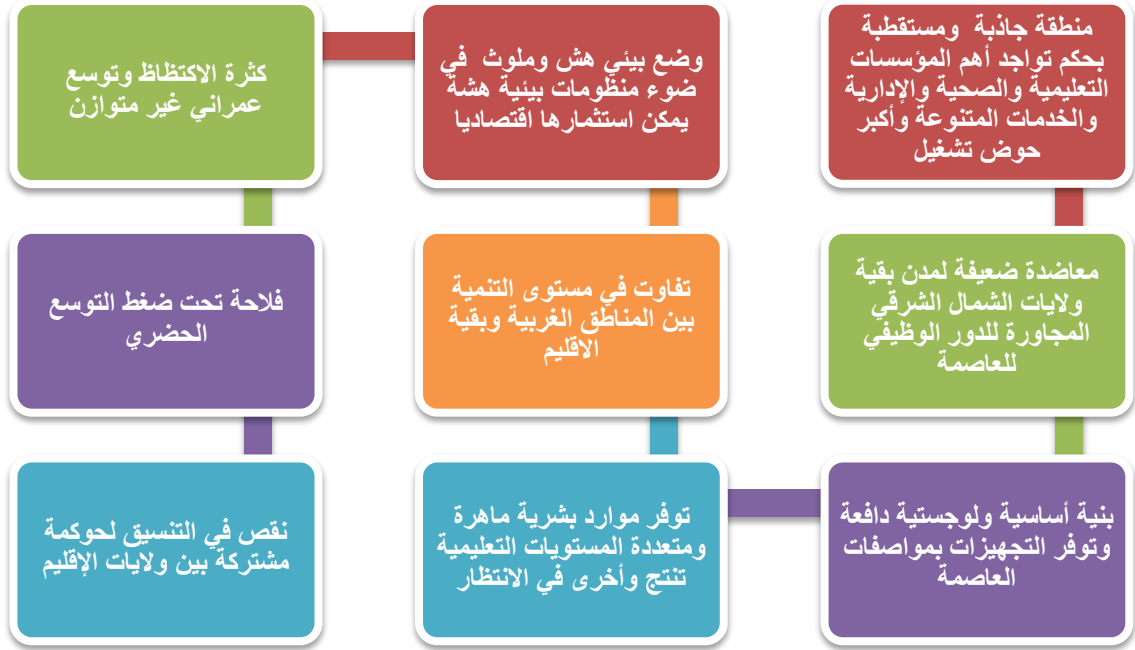 منطقة جاذبة ومستقطبة
بحكم تواجد أهم المؤسسات
التعليمية والصحية والإدارية
والخدمات المتنوعة وأكبر
حوض تشغيل
معاضدة ضعيفة لمدن بقية
ولايات الشمال الشرقي
المجاورة للدور الوظيفي
للعاصمة
بنية أساسية ولوجستية دافعة
وتوفر التجهيزات بمواصفات
العاصمة
توفر موارد بشرية ماهرة
ومتعددة المستويات التعليمية
تنتج وأخرى في الانتظار
تفاوت في مستوى التنمية
بين المناطق الغربية وبقية
الاقليم
وضع بيئي هش وملوث في
ضوء منظومات بيئية هشة
يمكن استثمارها اقتصاديا
كثرة الاكتظاظ وتوسع
عمراني غير متوازن
فلاحة تحت ضغط التوسع
الحضري
نقص في التنسيق لحوكمة
مشتركة بين ولايات الإقليم